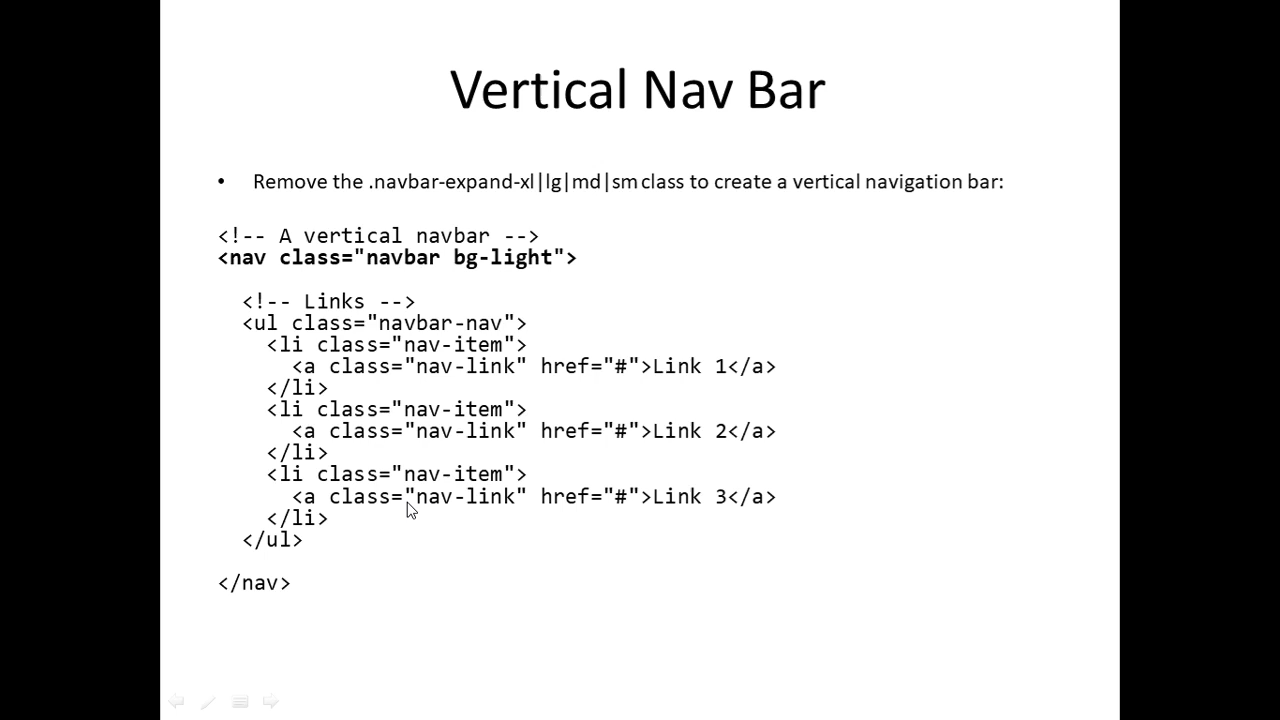 Vertical Nav Bar
• Remove the .navbar-expand-xl|lg|md|sm class to create a vertical navigation bar:
<!-- A vertical navbar -->
<nav class="navbar bg-light">
<!-- Links -->
<ul class="navbar-nav">
<li class="nav-item">
<a class="nav-link" href="#">Link 1</a>
</li>
<li class="nav-item">
<a class="nav-link" href="#">Link 2</a>
</li>
<li class="nav-item">
<a class="nav-link" href="#">Link 3</a>
</li>
</ul>
</nav>